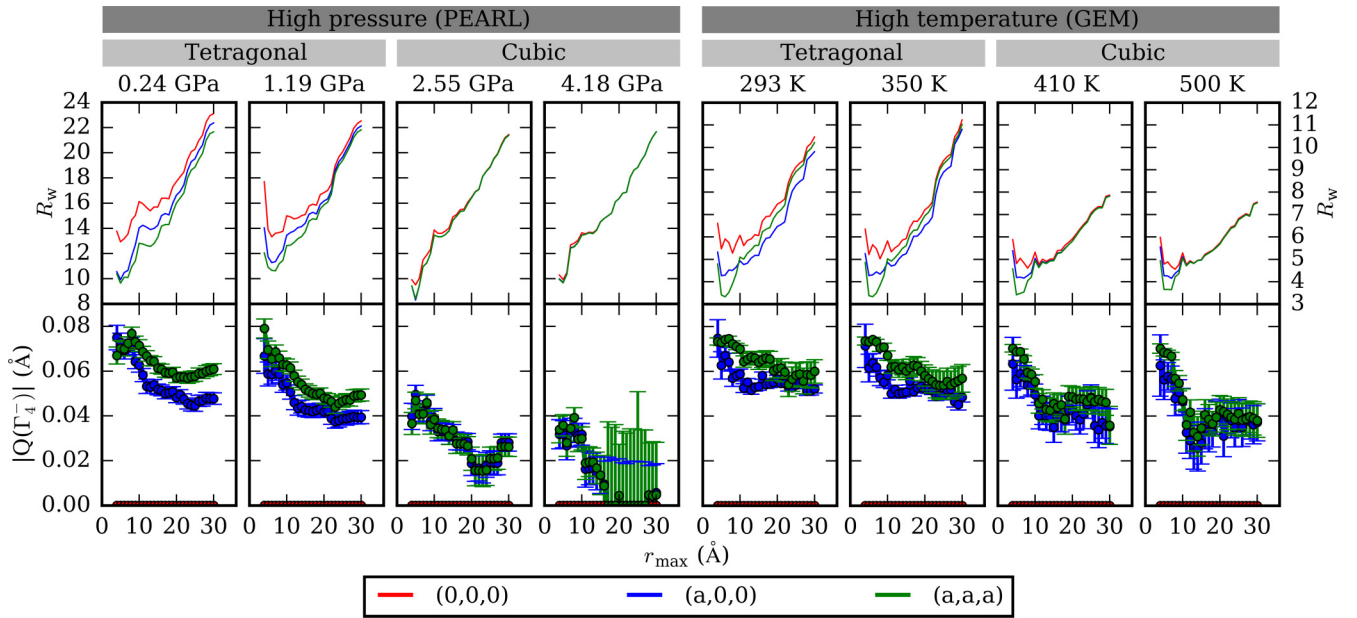 High pressure (PEARL) High temperature (GEM)
Tetragonal Cubic Tetragonal Cubic
0.24 GPa 1.19 GPa 2.55 GPa 4.18 GPa 293 K 350 K 410 K 500 K
24 12
22 11
20 10
18 9
16 8
14 7
12 6
10 5
4
8 3
R_w R_w
0.08
0.06
0.04
0.02
0.00
|Q(Γ₄⁻)| (Å)
0 10 20 30 0 10 20 30 0 10 20 30 0 10 20 30 0 10 20 30 0 10 20 30 0 10 20 30 0 10 20 30
r_max (Å)
(0,0,0) (a,0,0) (a,a,a)